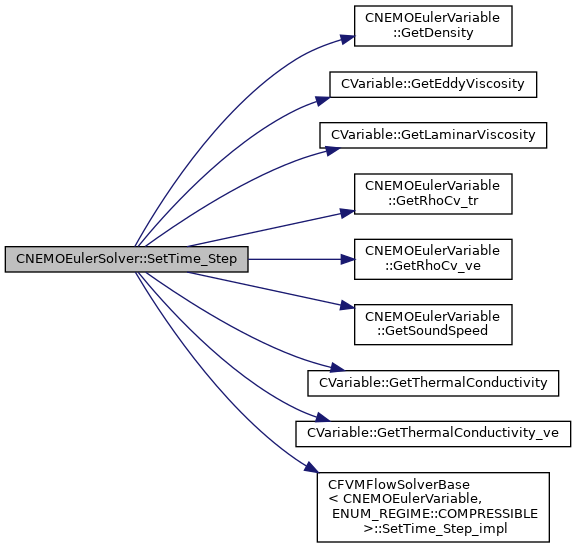 CNEMOEulerVariable
::GetDensity
CVariable::GetEddyViscosity
CVariable::GetLaminarViscosity
CNEMOEulerVariable
::GetRhoCv_tr
CNEMOEulerSolver::SetTime_Step
CNEMOEulerVariable
::GetRhoCv_ve
CNEMOEulerVariable
::GetSoundSpeed
CVariable::GetThermalConductivity
CVariable::GetThermalConductivity_ve
CFVMFlowSolverBase
< CNEMOEulerVariable,
ENUM_REGIME::COMPRESSIBLE
>::SetTime_Step_impl